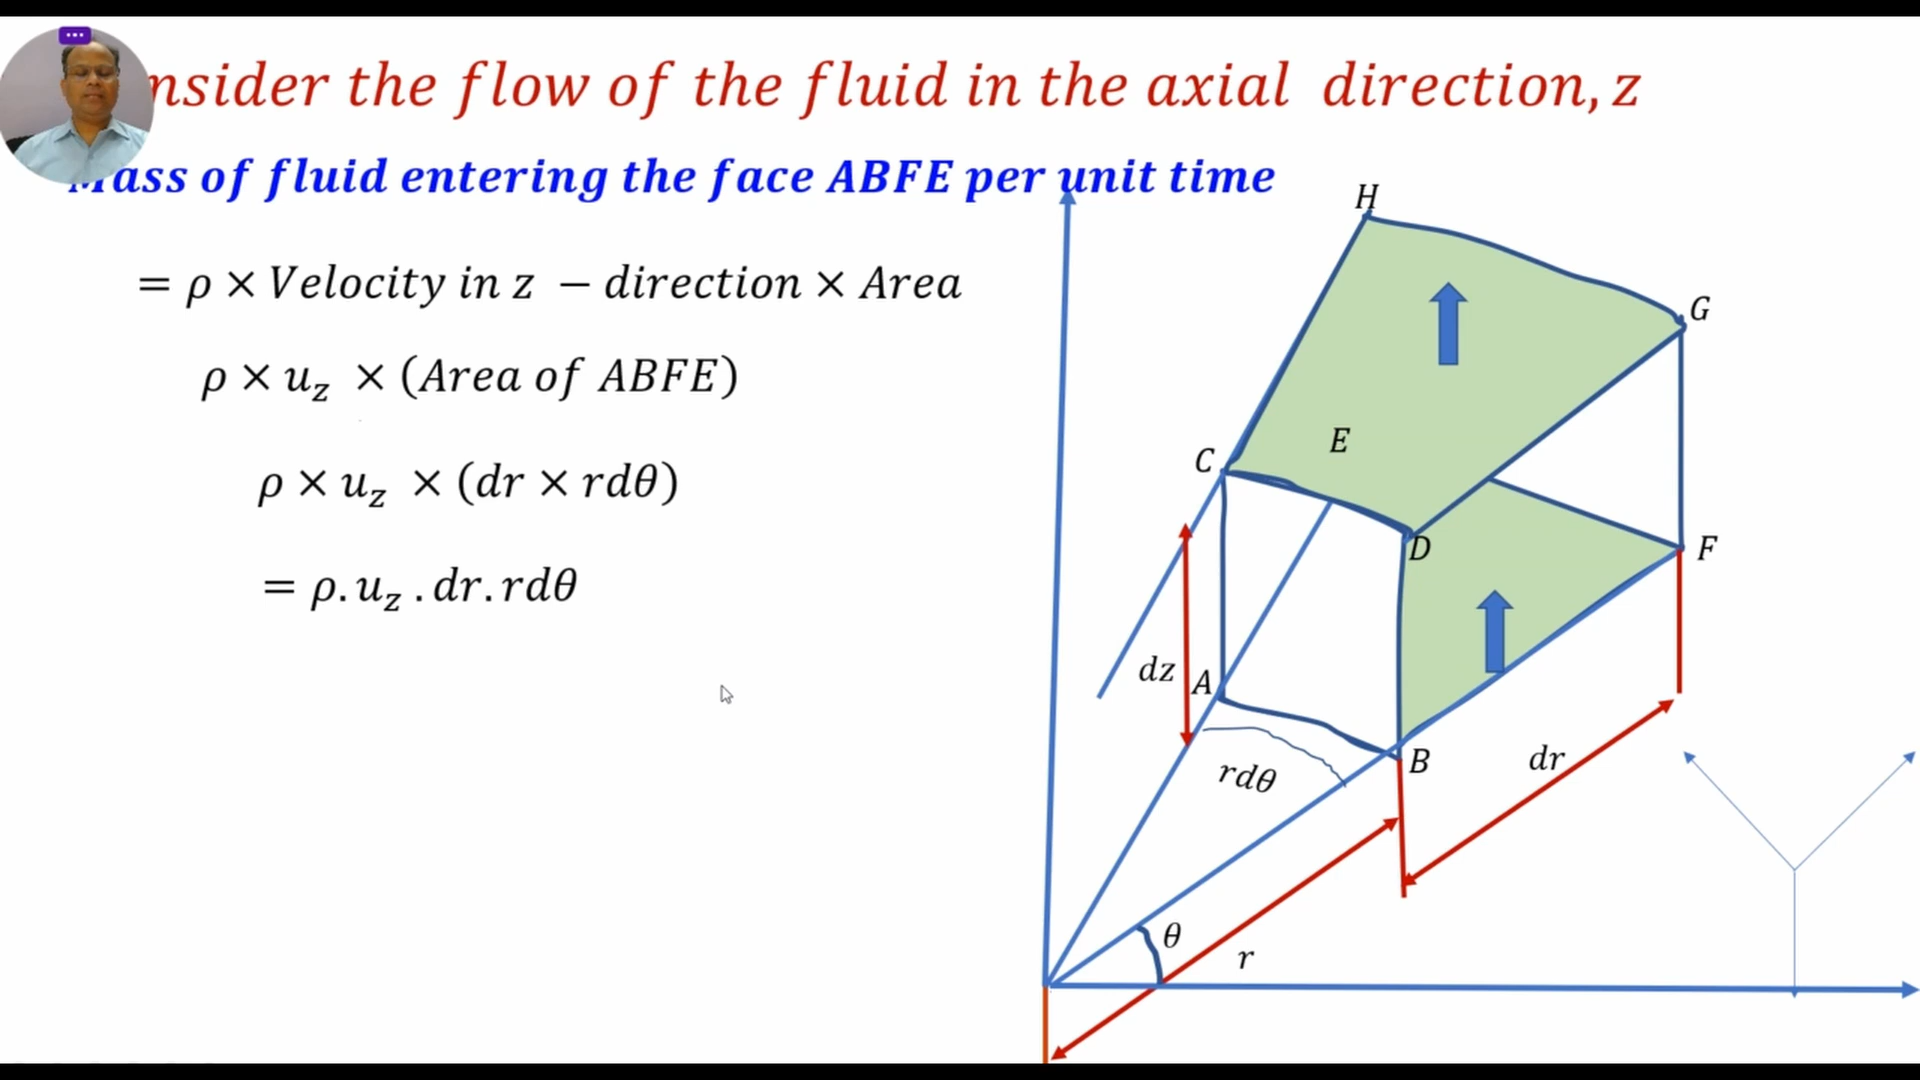 nsider the flow of the fluid in the axial direction, z
ass of fluid entering the face ABFE per unit time
= ρ × Velocity in z − direction × Area
ρ × u_z × (Area of ABFE)
ρ × u_z × (dr × rdθ)
= ρ. u_z . dr. rdθ
H
G
E
C
D
F
dz
A
B
dr
rdθ
θ
r